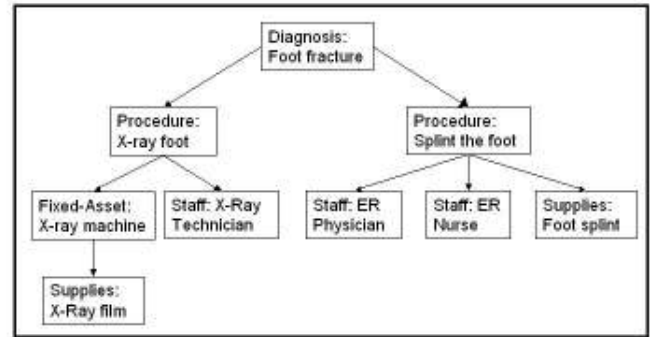 Diagnosis:
Foot fracture
Procedure:
X-ray foot
Procedure:
Splint the foot
Fixed-Asset:
X-ray machine
Staff: X-Ray
Technician
Staff: ER
Physician
Staff: ER
Nurse
Supplies:
Foot splint
Supplies:
X-Ray film